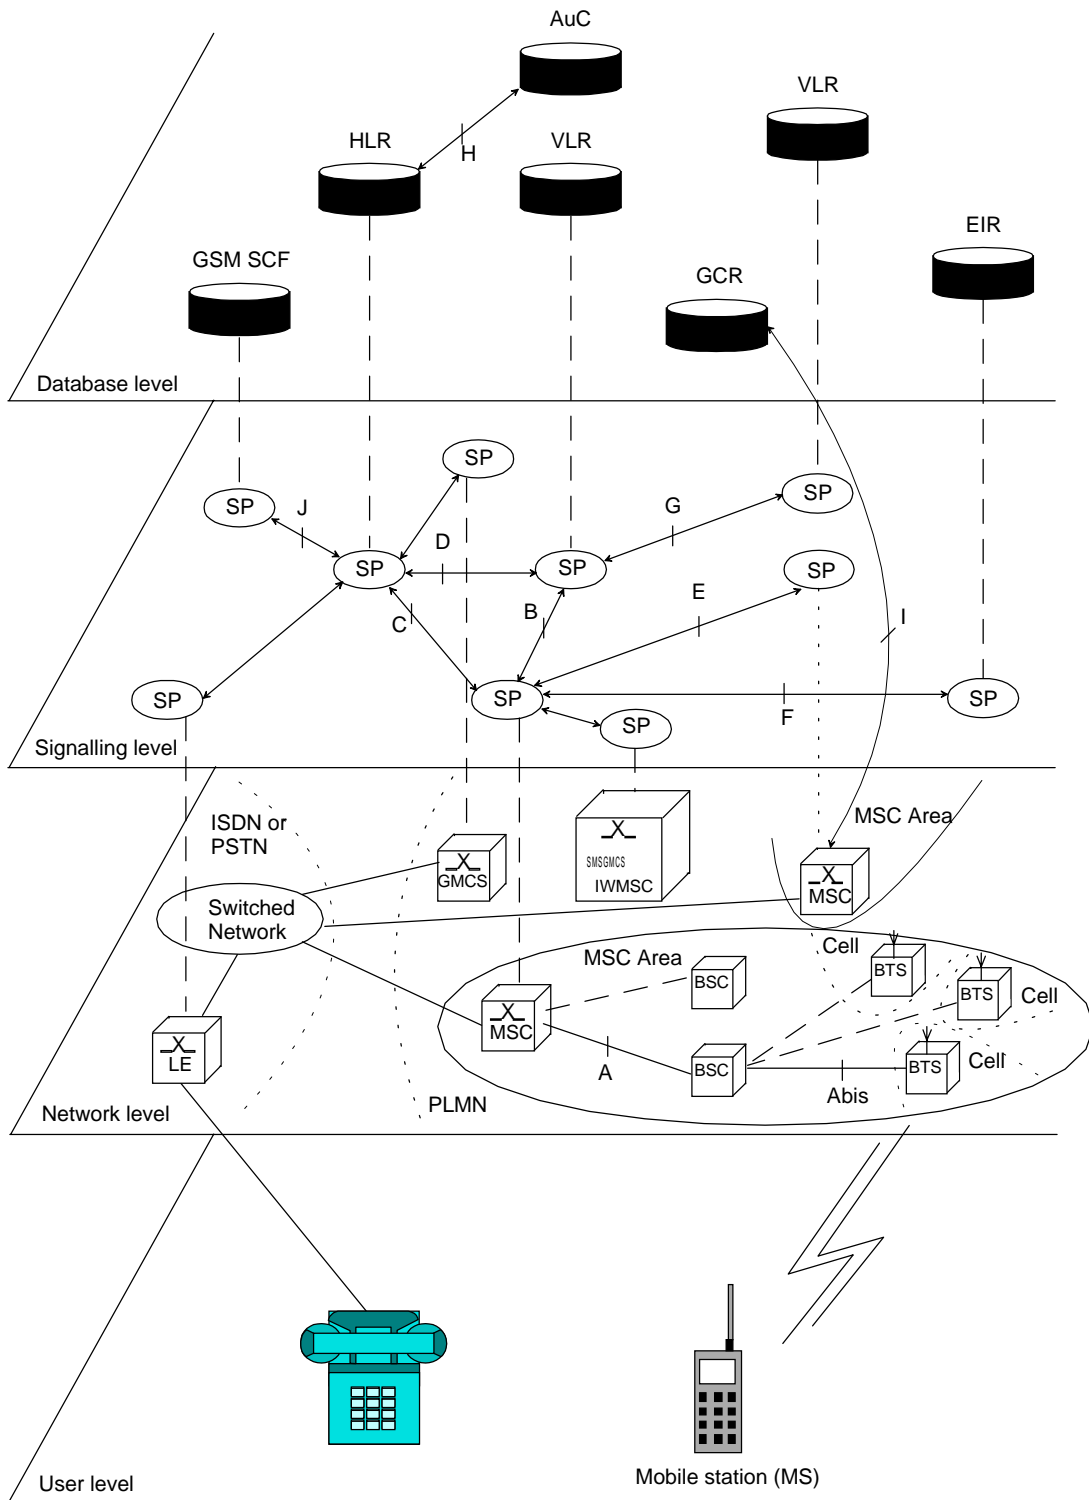 AuC
VLR
HLR
H
VLR
EIR
GSM SCF
GCR
Database level
SP
SP
J
G
SP
D
SP
SP
SP
E
C
B
I
SP
SP
SP
F
SP
Signalling level
ISDN or
PSTN
MSC Area
SMSGMCS
IWMSC
GMCS
MSC
Switched
Network
Cell
MSC Area
BSC
BTS
BTS
Cell
MSC
LE
A
BSC
BTS
Cell
Abis
PLMN
Network level
Mobile station (MS)
User level